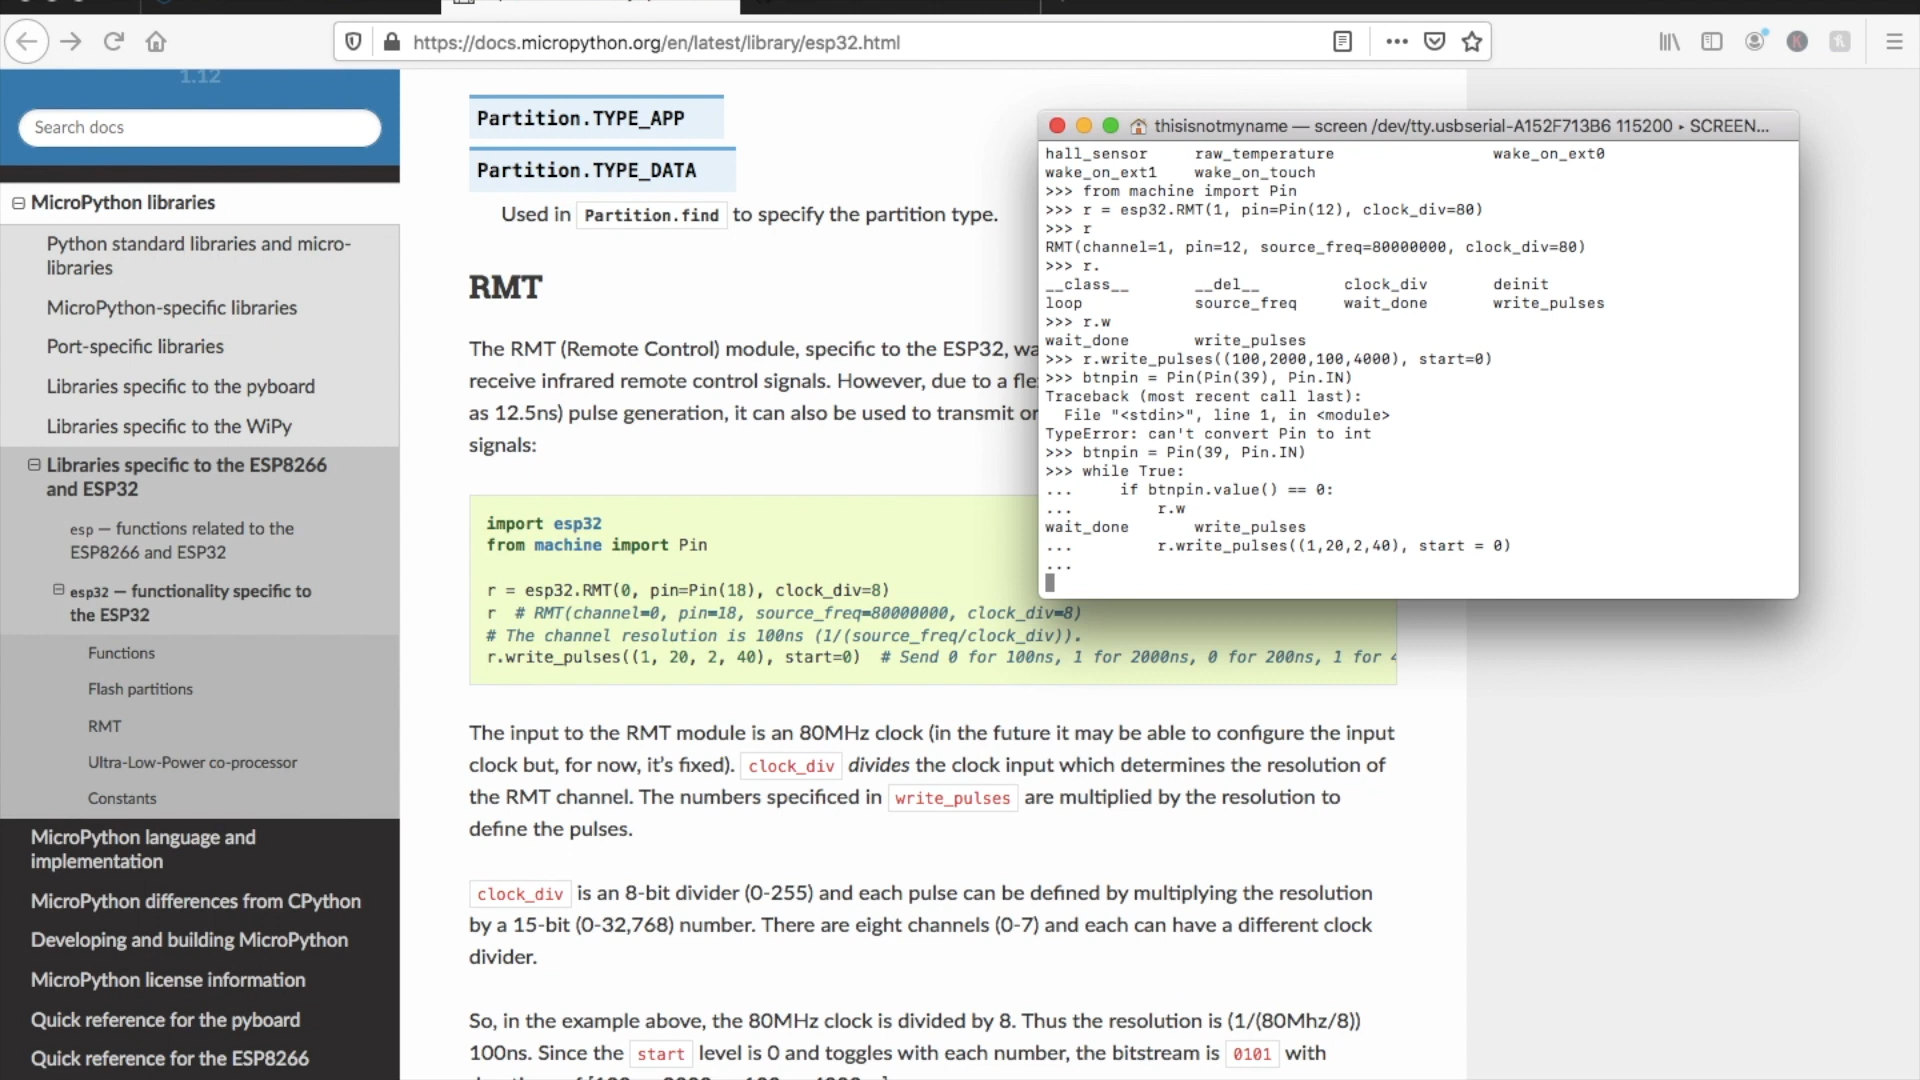 https://docs.micropython.org/en/latest/library/esp32.html
1.12
Search docs
MicroPython libraries
Python standard libraries and micro-
libraries
MicroPython-specific libraries
Port-specific libraries
Libraries specific to the pyboard
Libraries specific to the WiPy
Libraries specific to the ESP8266
and ESP32
esp — functions related to the
ESP8266 and ESP32
esp32 — functionality specific to
the ESP32
Functions
Flash partitions
RMT
Ultra-Low-Power co-processor
Constants
MicroPython language and
implementation
MicroPython differences from CPython
Developing and building MicroPython
MicroPython license information
Quick reference for the pyboard
Quick reference for the ESP8266
Partition.TYPE_APP
Partition.TYPE_DATA
Used in Partition.find to specify the partition type.
RMT
The RMT (Remote Control) module, specific to the ESP32, wa
receive infrared remote control signals. However, due to a fle
as 12.5ns) pulse generation, it can also be used to transmit or
signals:
import esp32
from machine import Pin
r = esp32.RMT(0, pin=Pin(18), clock_div=8)
r # RMT(channel=0, pin=18, source_freq=80000000, clock_div=8)
# The channel resolution is 100ns (1/(source_freq/clock_div)).
r.write_pulses((1, 20, 2, 40), start=0) # Send 0 for 100ns, 1 for 2000ns, 0 for 200ns, 1 for 4
The input to the RMT module is an 80MHz clock (in the future it may be able to configure the input
clock but, for now, it's fixed). clock_div divides the clock input which determines the resolution of
the RMT channel. The numbers specificed in write_pulses are multiplied by the resolution to
define the pulses.
clock_div is an 8-bit divider (0-255) and each pulse can be defined by multiplying the resolution
by a 15-bit (0-32,768) number. There are eight channels (0-7) and each can have a different clock
divider.
So, in the example above, the 80MHz clock is divided by 8. Thus the resolution is (1/(80Mhz/8))
100ns. Since the start level is 0 and toggles with each number, the bitstream is 0101 with
thisisnotmyname — screen /dev/tty.usbserial-A152F713B6 115200 ▸ SCREEN...
hall_sensor raw_temperature wake_on_ext0
wake_on_ext1 wake_on_touch
>>> from machine import Pin
>>> r = esp32.RMT(1, pin=Pin(12), clock_div=80)
>>> r
RMT(channel=1, pin=12, source_freq=80000000, clock_div=80)
>>> r.
__class__ __del__ clock_div deinit
loop source_freq wait_done write_pulses
>>> r.w
wait_done write_pulses
>>> r.write_pulses((100,2000,100,4000), start=0)
>>> btnpin = Pin(Pin(39), Pin.IN)
Traceback (most recent call last):
File "<stdin>", line 1, in <module>
TypeError: can't convert Pin to int
>>> btnpin = Pin(39, Pin.IN)
>>> while True:
... if btnpin.value() == 0:
... r.w
wait_done write_pulses
... r.write_pulses((1,20,2,40), start = 0)
...